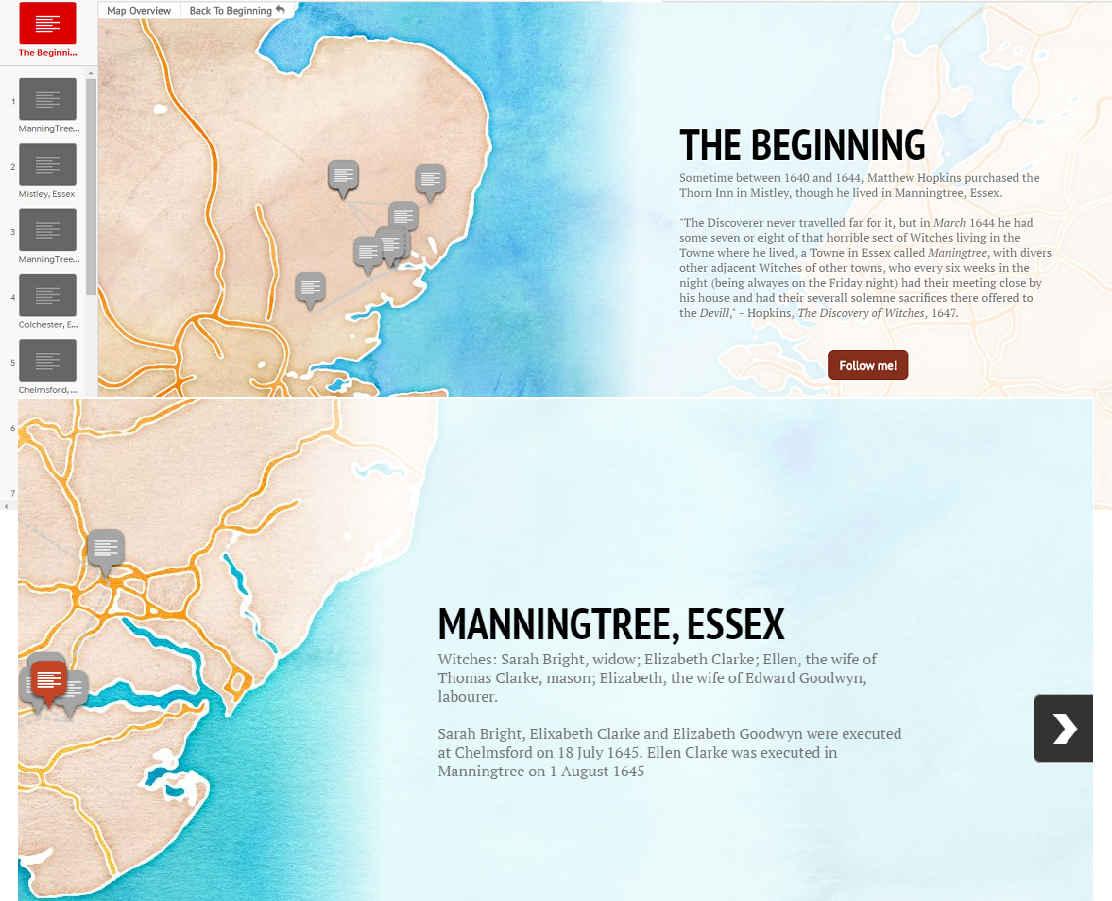 Map Overview
Back To Beginning
The Beginni...
1
ManningTree...
2
Mistley, Essex
3
ManningTree...
4
Colchester, E...
5
Chelmsford, ...
6
7
THE BEGINNING
Sometime between 1640 and 1644, Matthew Hopkins purchased the
Thorn Inn in Mistley, though he lived in Manningtree, Essex.
"The Discoverer never travelled far for it, but in March 1644 he had
some seven or eight of that horrible sect of Witches living in the
Towne where he lived, a Towne in Essex called Maningtree, with divers
other adjacent Witches of other towns, who every six weeks in the
night (being alwayes on the Friday night) had their meeting close by
his house and had their severall solemne sacrifices there offered to
the Devill," - Hopkins, The Discovery of Witches, 1647.
Follow me!
MANNINGTREE, ESSEX
Witches: Sarah Bright, widow; Elizabeth Clarke; Ellen, the wife of
Thomas Clarke, mason; Elizabeth, the wife of Edward Goodwyn,
labourer.
Sarah Bright, Elixabeth Clarke and Elizabeth Goodwyn were executed
at Chelmsford on 18 July 1645. Ellen Clarke was executed in
Manningtree on 1 August 1645